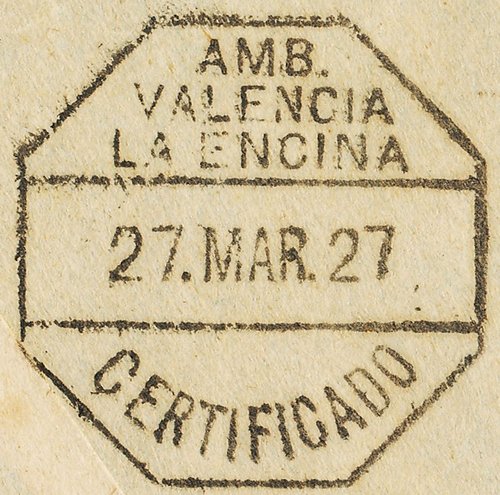 AMB.
VALENCIA
LA ENCINA
27.MAR.27
CERTIFICADO